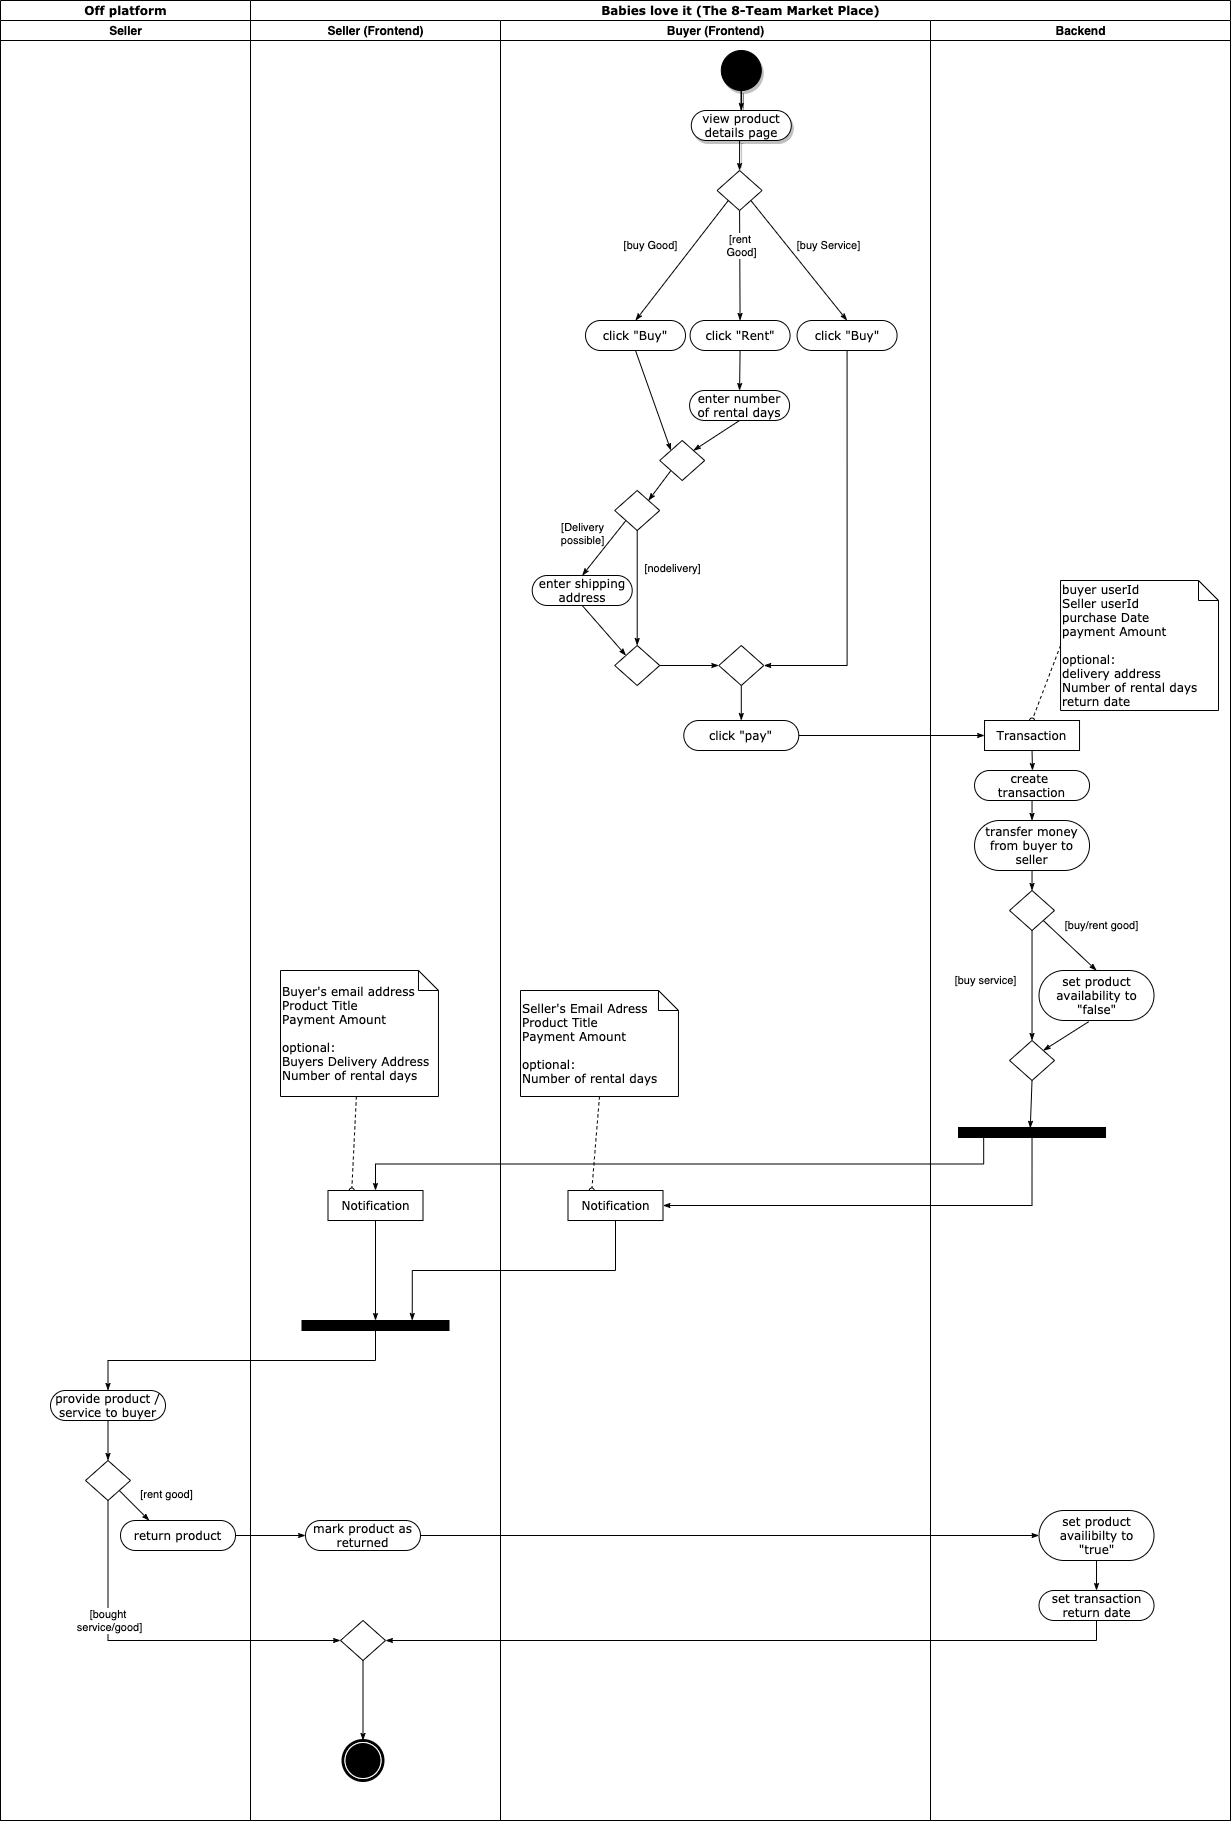 Off platform
Babies love it (The 8-Team Market Place)
Seller
Seller (Frontend)
Buyer (Frontend)
Backend
view product
details page
[buy Good]
[rent
Good]
[buy Service]
click "Buy"
click "Rent"
click "Buy"
enter number
of rental days
[Delivery
possible]
[nodelivery]
enter shipping
address
buyer userId
Seller userId
purchase Date
payment Amount
optional:
delivery address
Number of rental days
return date
click "pay"
Transaction
create
transaction
transfer money
from buyer to
seller
[buy/rent good]
[buy service]
set product
availability to
"false"
Buyer's email address
Product Title
Payment Amount
optional:
Buyers Delivery Address
Number of rental days
Seller's Email Adress
Product Title
Payment Amount
optional:
Number of rental days
Notification
Notification
provide product /
service to buyer
[rent good]
return product
mark product as
returned
set product
availibilty to
"true"
set transaction
return date
[bought
service/good]